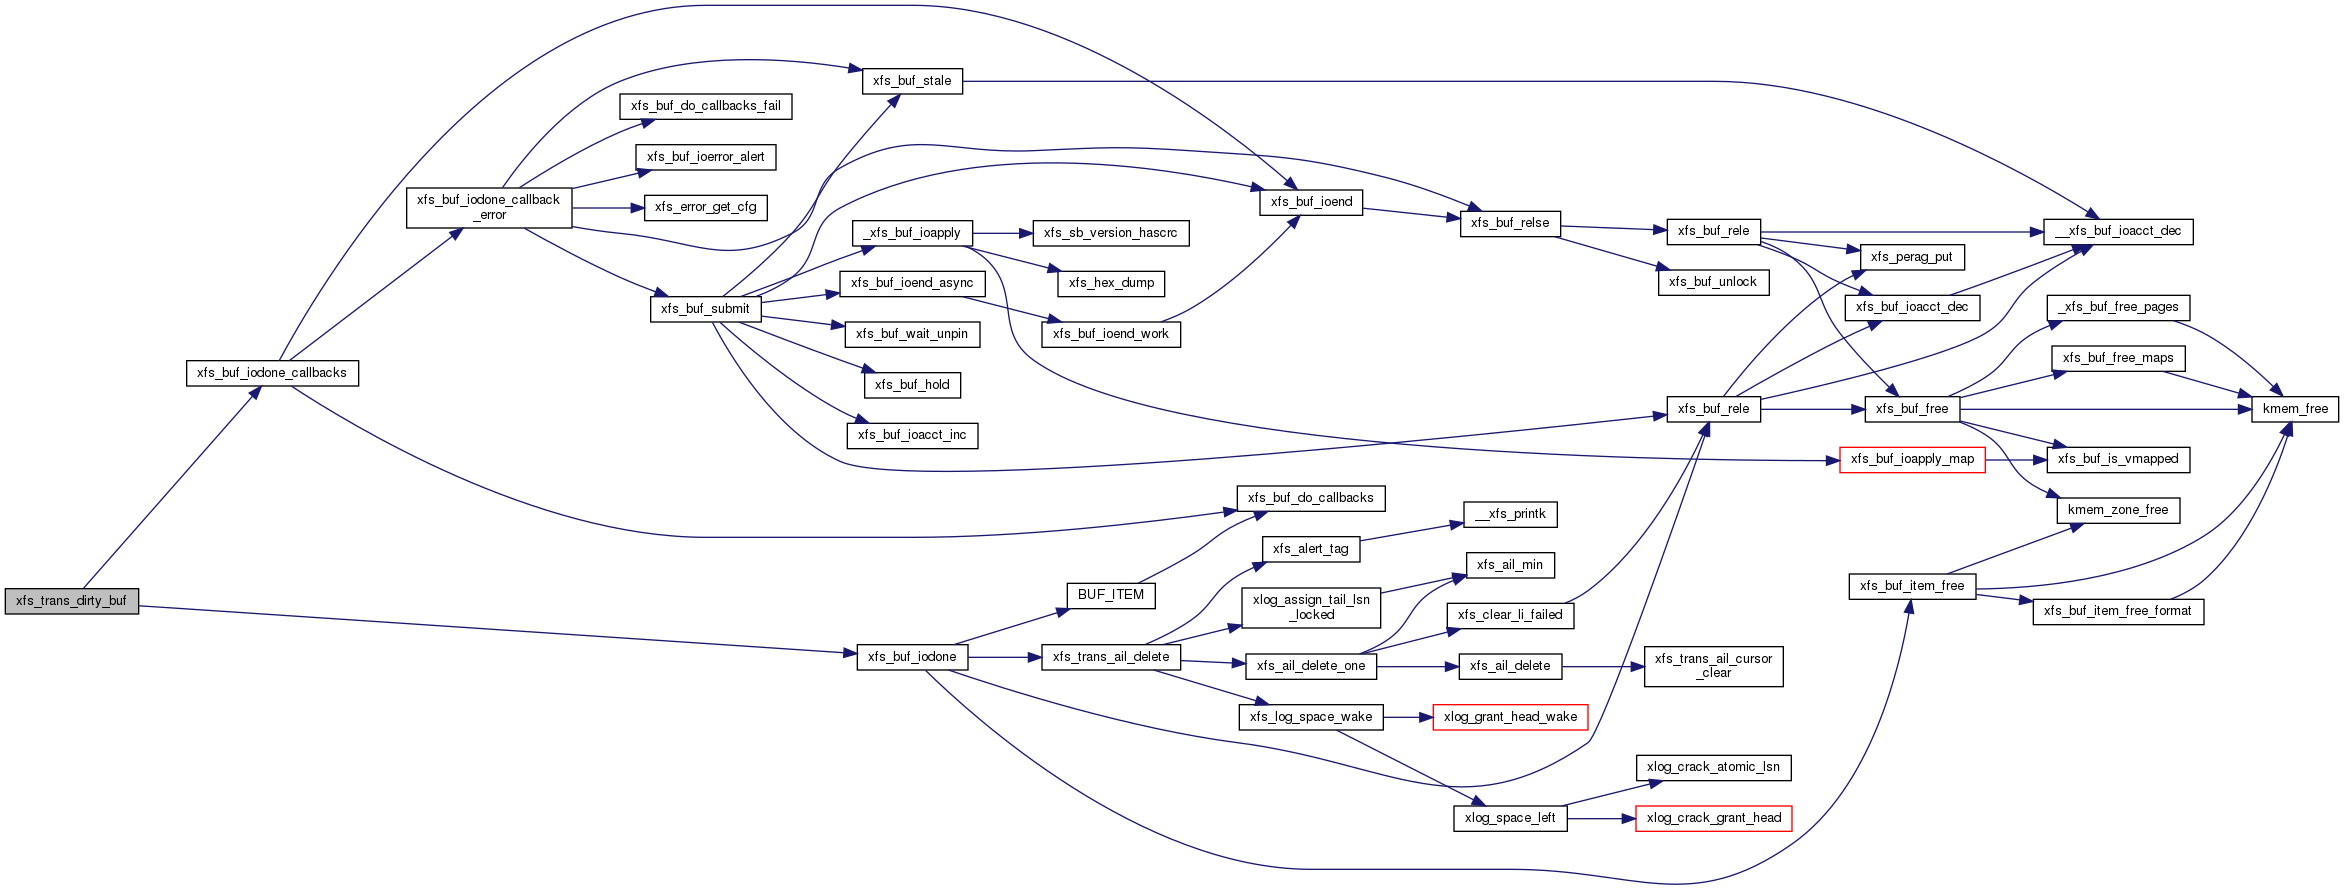 xfs_trans_dirty_buf
xfs_buf_iodone_callbacks
xfs_buf_iodone_callback
_error
xfs_buf_do_callbacks_fail
xfs_buf_ioerror_alert
xfs_error_get_cfg
xfs_buf_submit
xfs_buf_stale
_xfs_buf_ioapply
xfs_buf_ioend_async
xfs_buf_wait_unpin
xfs_buf_hold
xfs_buf_ioacct_inc
xfs_buf_iodone
xfs_sb_version_hascrc
xfs_hex_dump
xfs_buf_ioend_work
BUF_ITEM
xfs_trans_ail_delete
xfs_buf_ioend
xfs_buf_do_callbacks
xfs_alert_tag
xlog_assign_tail_lsn
_locked
xfs_ail_delete_one
xfs_log_space_wake
xfs_buf_relse
__xfs_printk
xfs_ail_min
xfs_clear_li_failed
xfs_ail_delete
xlog_grant_head_wake
xlog_space_left
xfs_buf_rele
xfs_buf_unlock
xfs_buf_rele
xfs_trans_ail_cursor
_clear
xlog_crack_atomic_lsn
xlog_crack_grant_head
xfs_perag_put
xfs_buf_ioacct_dec
xfs_buf_free
xfs_buf_ioapply_map
xfs_buf_item_free
__xfs_buf_ioacct_dec
_xfs_buf_free_pages
xfs_buf_free_maps
xfs_buf_is_vmapped
kmem_zone_free
xfs_buf_item_free_format
kmem_free